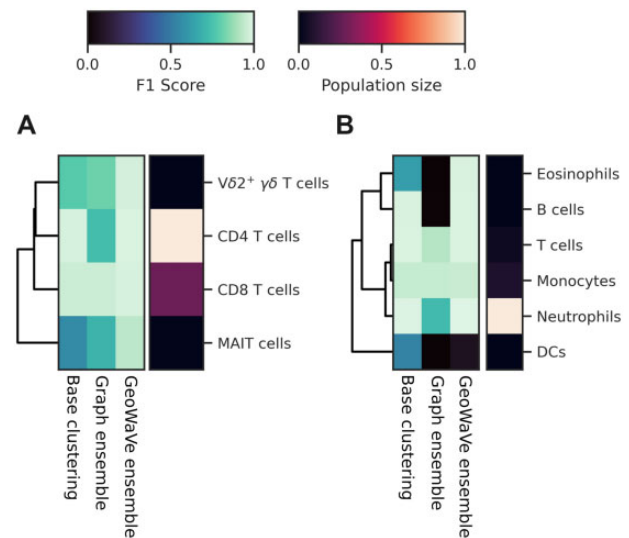 0.0 0.5 1.0
F1 Score
0.0 0.5 1.0
Population size
A
Vδ2⁺ γδ T cells
CD4 T cells
CD8 T cells
MAIT cells
Base clustering
Graph ensemble
GeoWaVe ensemble
B
Eosinophils
B cells
T cells
Monocytes
Neutrophils
DCs
Base clustering
Graph ensemble
GeoWaVe ensemble